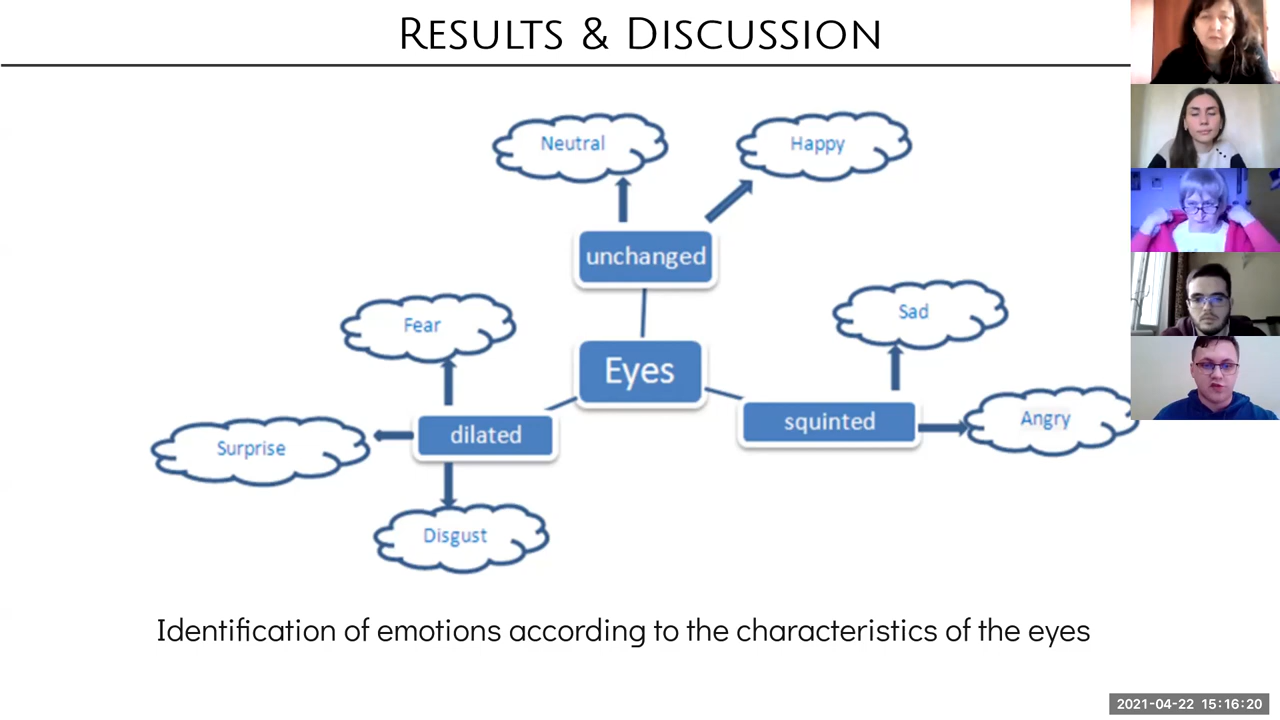 RESULTS & DISCUSSION
Neutral
Happy
unchanged
Fear
Sad
Eyes
Surprise
dilated
squinted
Angry
Disgust
Identification of emotions according to the characteristics of the eyes
2021-04-22 15:16:20